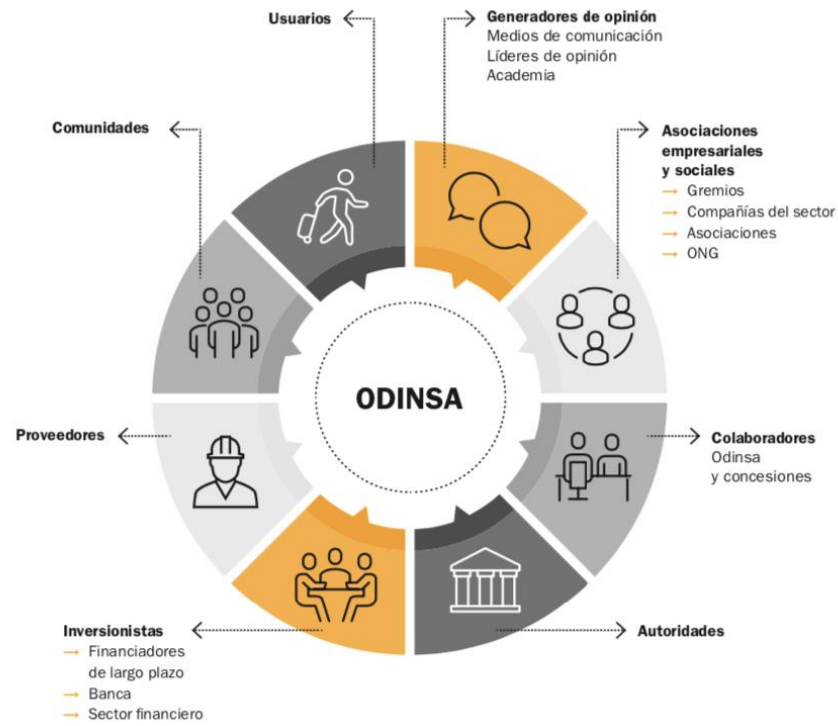 Usuarios
Generadores de opinión
Medios de comunicación
Líderes de opinión
Academia
Comunidades
Asociaciones
empresariales
y sociales
→ Gremios
→ Compañías del sector
→ Asociaciones
→ ONG
ODINSA
Proveedores
Colaboradores
Odinsa
y concesiones
Inversionistas
→ Financiadores
de largo plazo
→ Banca
→ Sector financiero
Autoridades